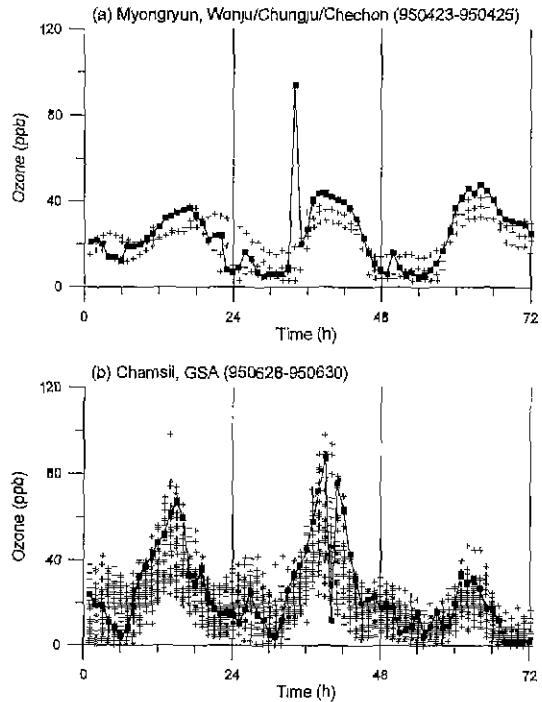 (a) Myongryun, Wonju/Chungju/Chechon (950423-950425)
120
80
40
0
Ozone (ppb)
0 24 48 72
Time (h)
(b) Chamsil, GSA (950628-950630)
120
80
40
0
Ozone (ppb)
0 24 48 72
Time (h)